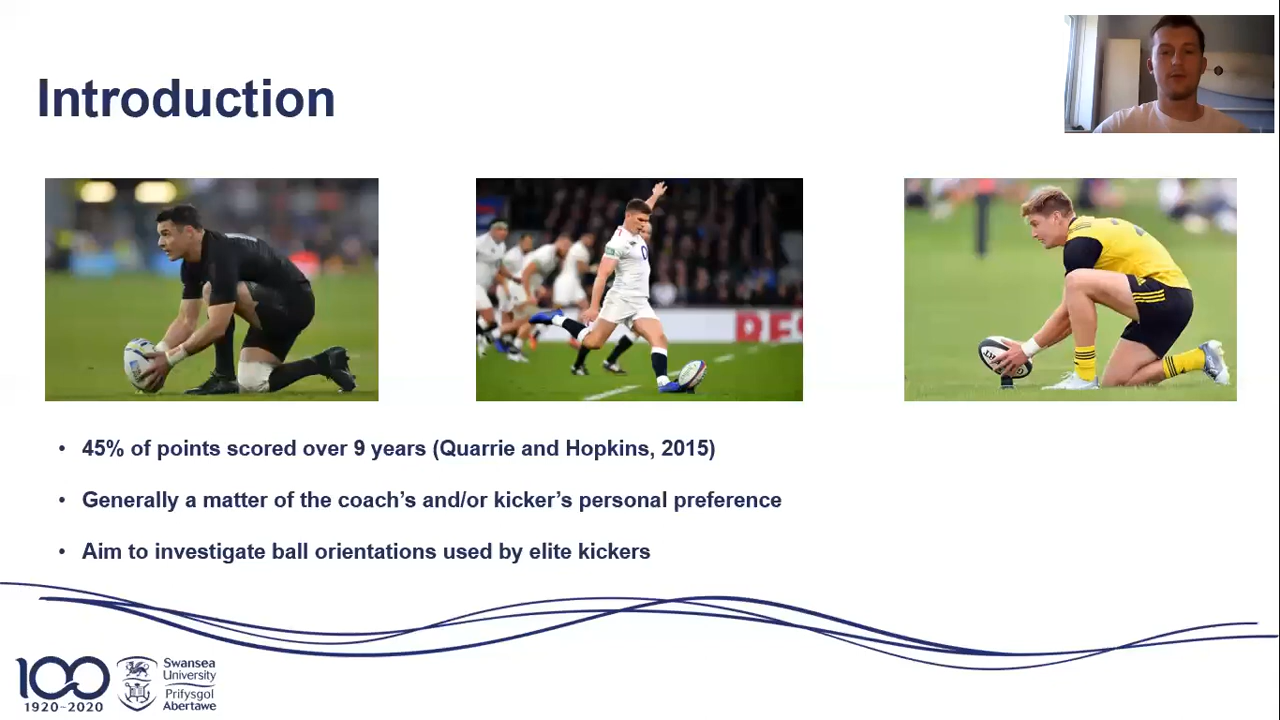 Introduction
• 45% of points scored over 9 years (Quarrie and Hopkins, 2015)
• Generally a matter of the coach’s and/or kicker’s personal preference
• Aim to investigate ball orientations used by elite kickers
100
1920-2020
Swansea
University
Prifysgol
Abertawe